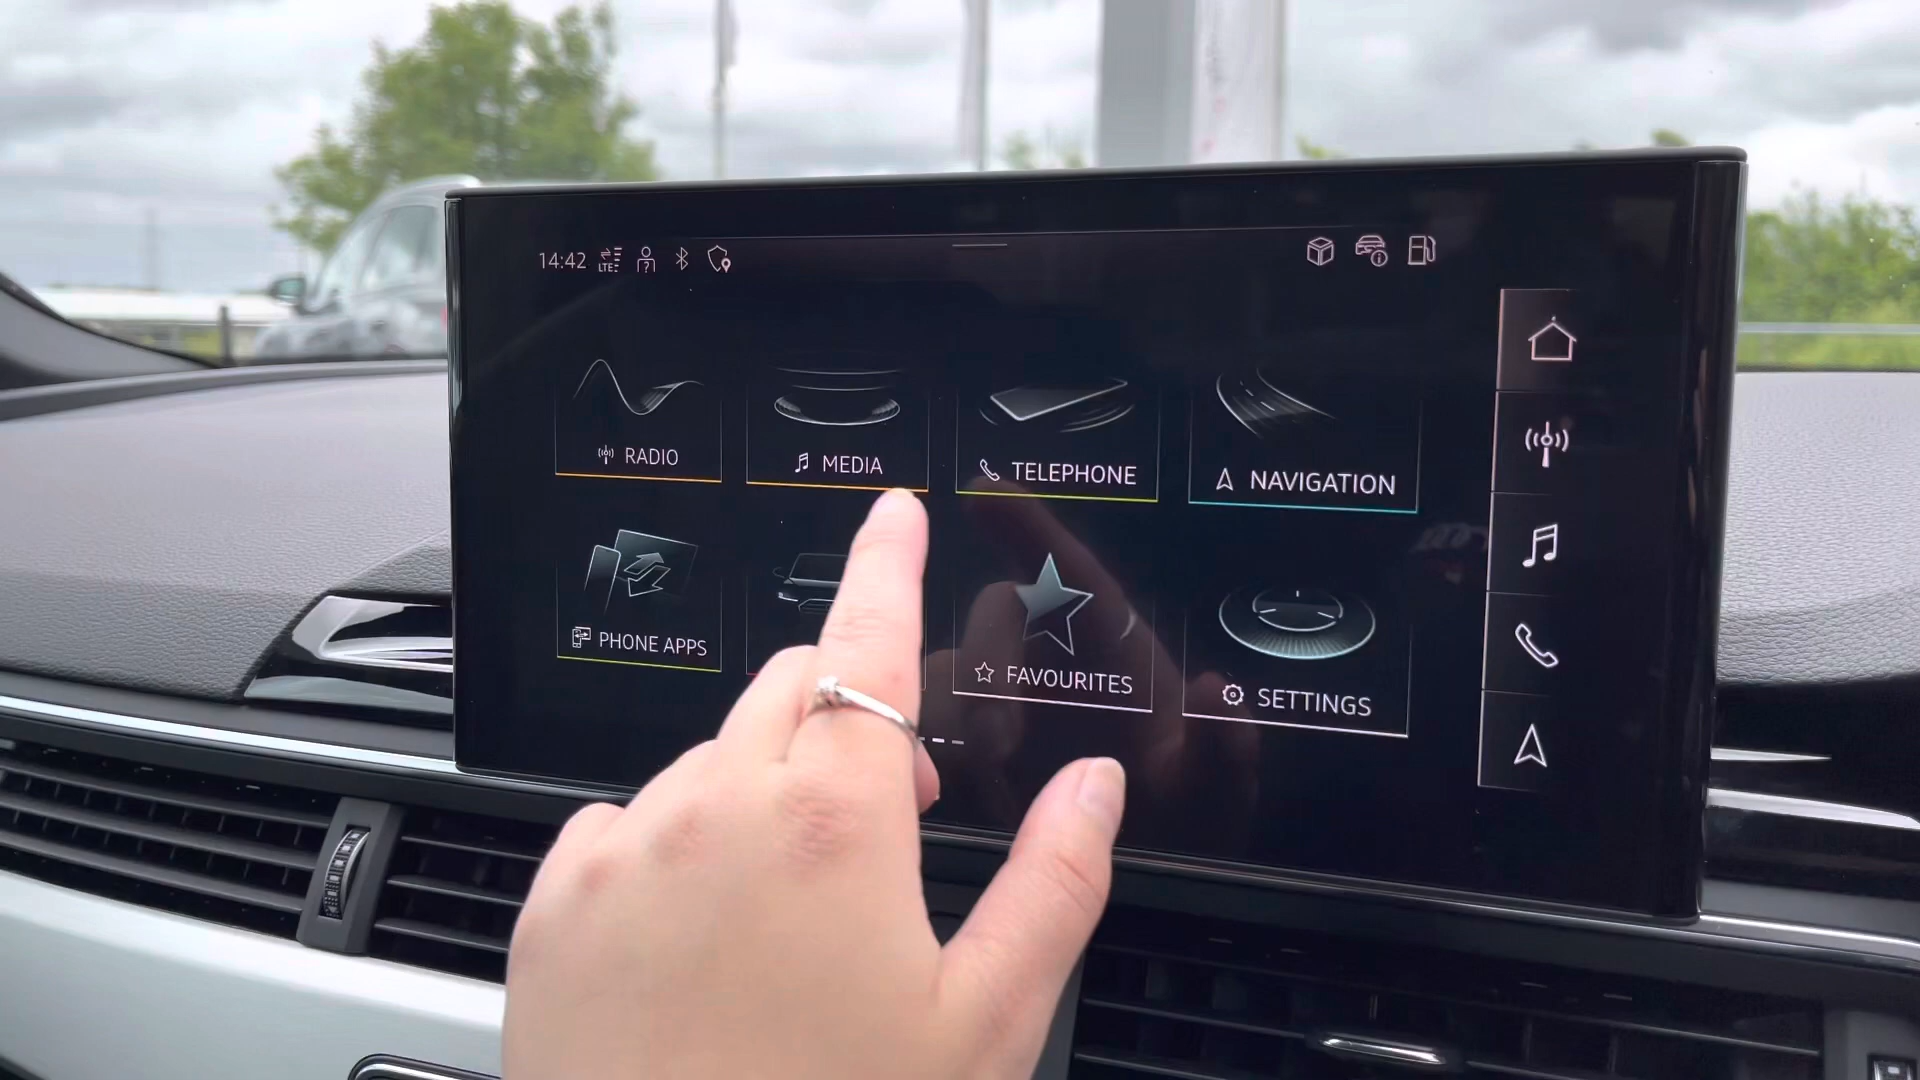 14:42
LTE
RADIO
MEDIA
TELEPHONE
NAVIGATION
PHONE APPS
FAVOURITES
SETTINGS